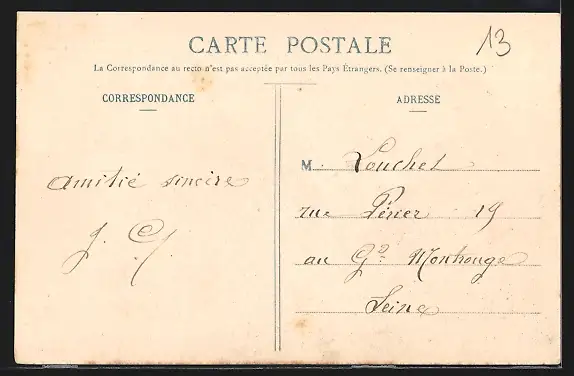 CARTE POSTALE
13
La Correspondance au recto n'est pas acceptée par tous les Pays Étrangers. (Se renseigner à la Poste.)
CORRESPONDANCE
ADRESSE
amitié sincère
J. C.
M. Louchet
rue Périer 19
au Gd Montrouge
Seine